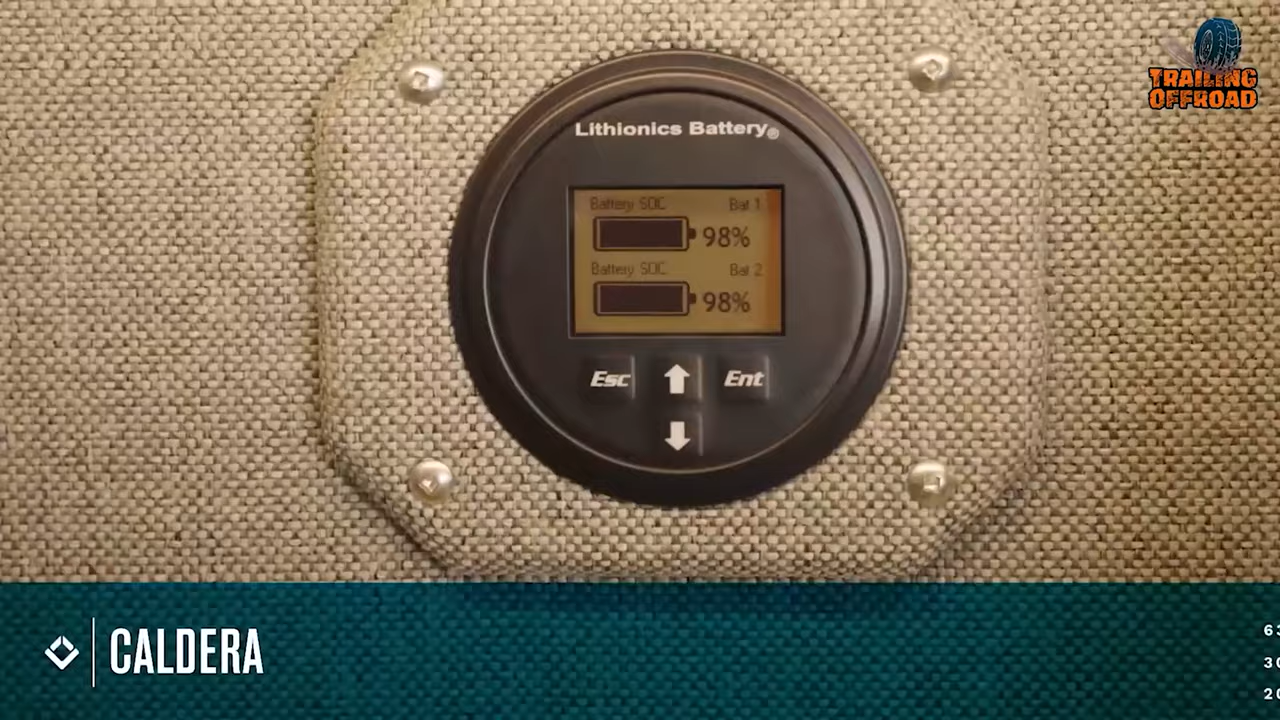 TRAILING
OFFROAD
Lithionics Battery®
Battery SOC Bat 1
98%
Battery SOC Bat 2
98%
Esc Ent
CALDERA